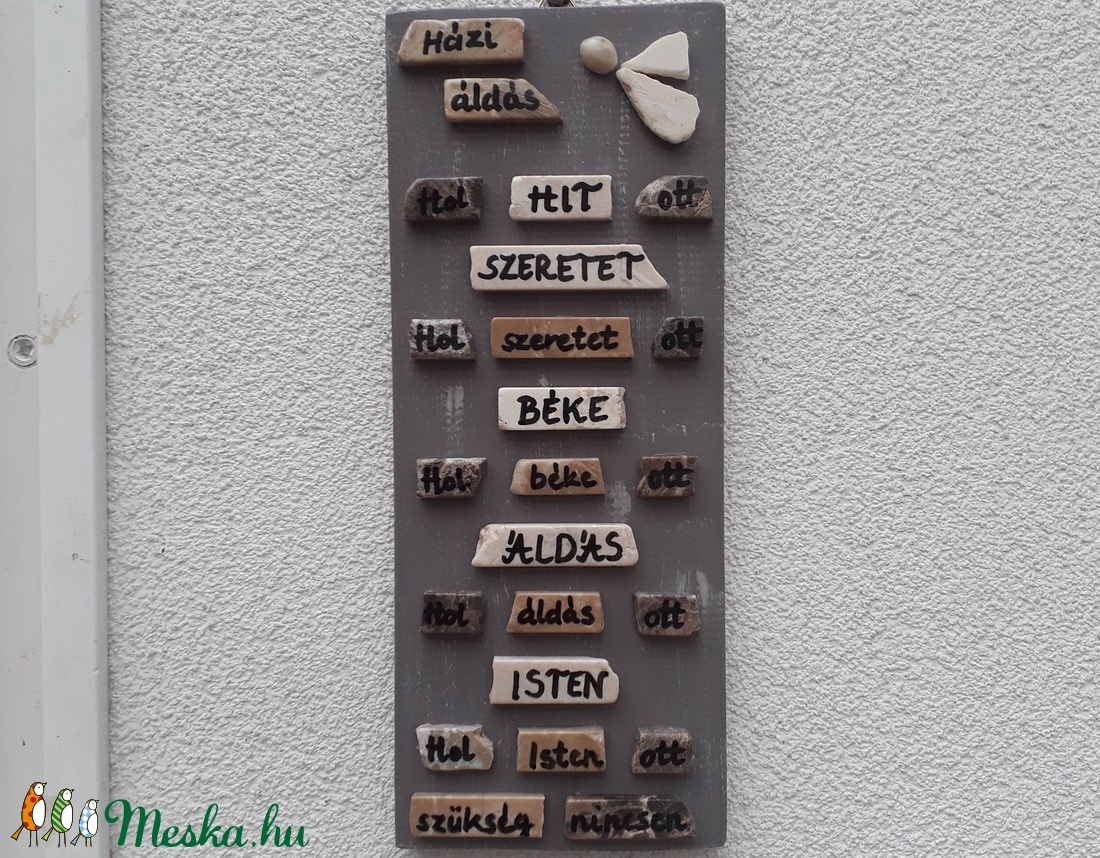 Házi
áldás
Hol HIT ott
SZERETET
Hol szeretet ott
BÉKE
Hol béke ott
ÁLDÁS
Hol áldás ott
ISTEN
Hol Isten ott
szükség nincsen
Meska.hu